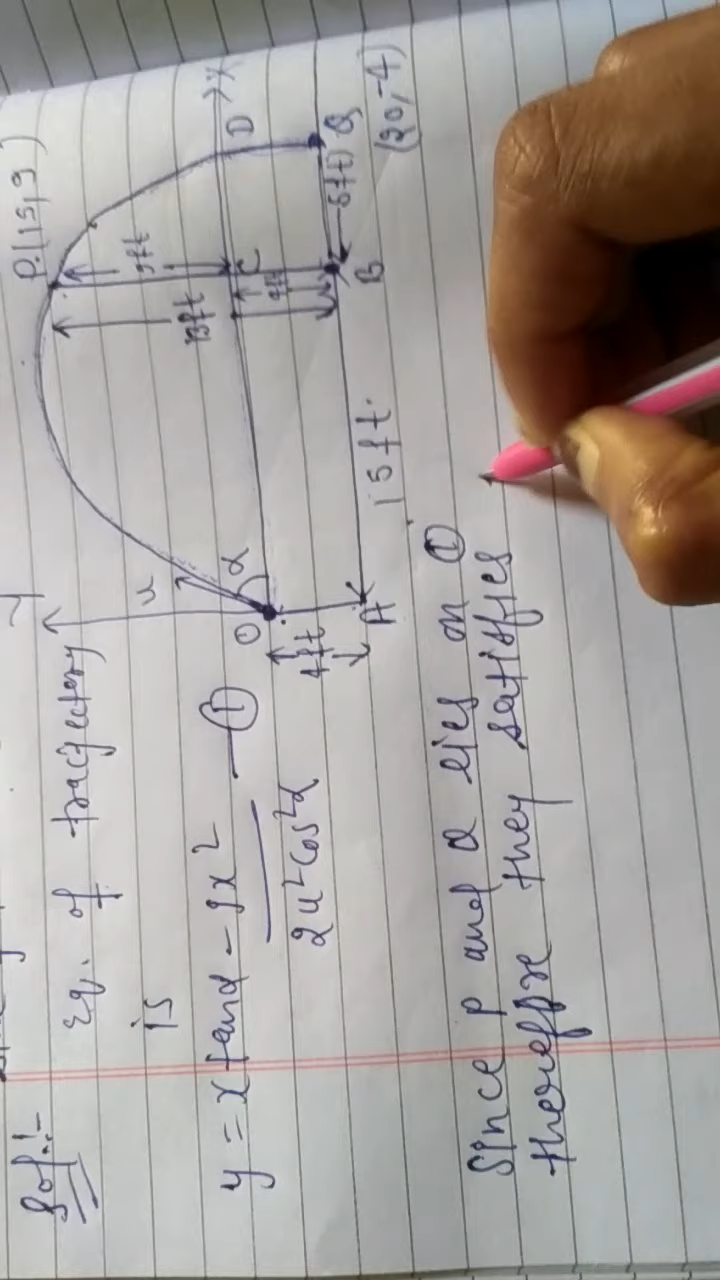 Sol:-
Eq. of trajectory
is
y = x tanα - gx²
2u²cos²α
①
Y
u
α
O
4ft
A
15ft.
P(15,9)
9ft
13ft
C
4ft
B
5ft
D
X
Q
(20,-4)
Since P and Q lies on ①
thereffre they satisfies